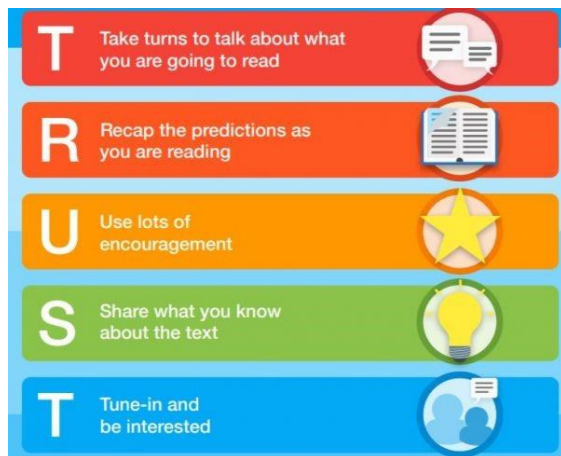 T
Take turns to talk about what
you are going to read
R
Recap the predictions as
you are reading
U
Use lots of
encouragement
S
Share what you know
about the text
T
Tune-in and
be interested